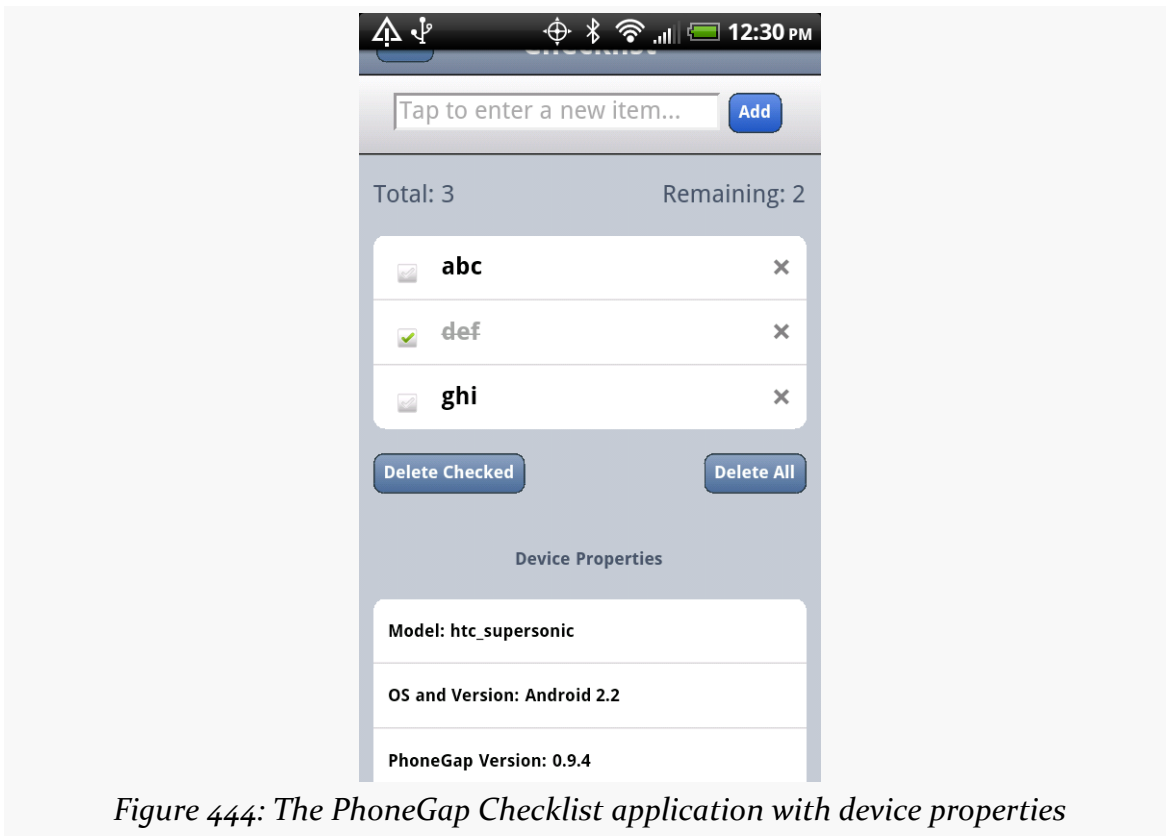 12:30 PM
Checklist
Tap to enter a new item...
Add
Total: 3
Remaining: 2
abc
def
ghi
Delete Checked
Delete All
Device Properties
Model: htc_supersonic
OS and Version: Android 2.2
PhoneGap Version: 0.9.4
Figure 444: The PhoneGap Checklist application with device properties